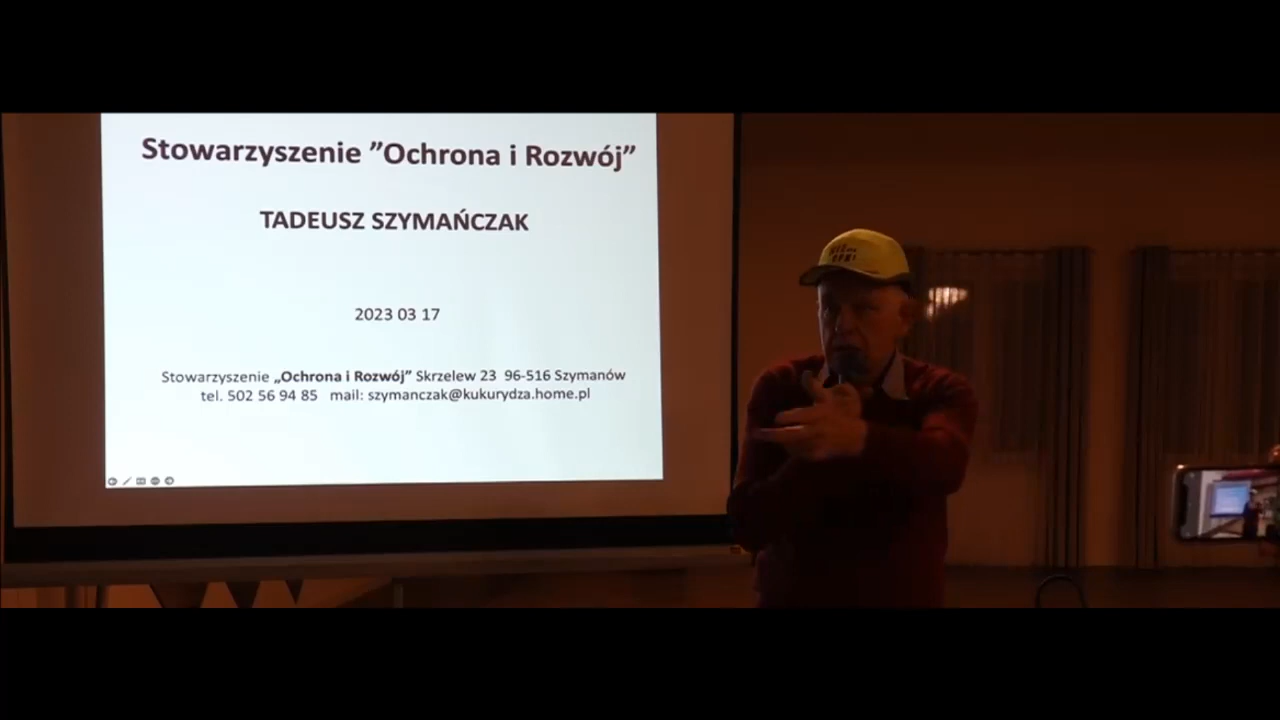 Stowarzyszenie ”Ochrona i Rozwój”
TADEUSZ SZYMAŃCZAK
2023 03 17
Stowarzyszenie „Ochrona i Rozwój” Skrzelew 23 96-516 Szymanów
tel. 502 56 94 85 mail: szymanczak@kukurydza.home.pl